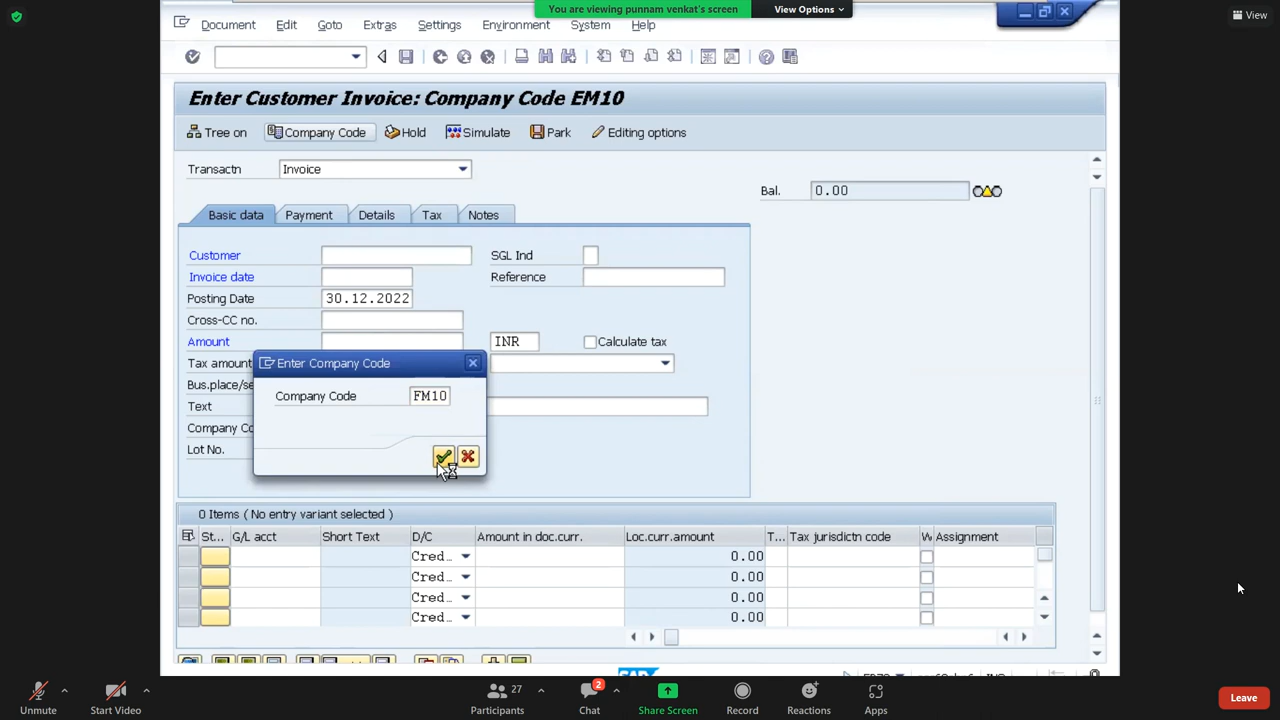 You are viewing punnam venkat's screen
View Options
View
Document Edit Goto Extras Settings Environment System Help
Enter Customer Invoice: Company Code EM10
Tree on Company Code Hold Simulate Park Editing options
Transactn Invoice
Bal. 0.00
Basic data Payment Details Tax Notes
Customer SGL Ind
Invoice date Reference
Posting Date 30.12.2022
Cross-CC no.
Amount INR Calculate tax
Tax amount
Bus.place/se
Text
Company Co
Lot No.
Enter Company Code
Company Code FM10
0 Items ( No entry variant selected )
St... G/L acct Short Text D/C Amount in doc.curr. Loc.curr.amount T... Tax jurisdictn code W Assignment
Cred... 0.00
Cred... 0.00
Cred... 0.00
Cred... 0.00
SAP
27
2
Unmute Start Video Participants Chat Share Screen Record Reactions Apps Leave